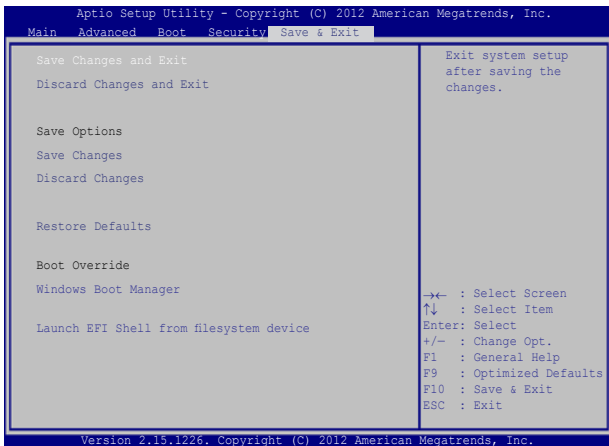 Aptio Setup Utility - Copyright (C) 2012 American Megatrends, Inc.
Main Advanced Boot Security Save & Exit
Save Changes and Exit
Discard Changes and Exit
Save Options
Save Changes
Discard Changes
Restore Defaults
Boot Override
Windows Boot Manager
Launch EFI Shell from filesystem device
Exit system setup
after saving the
changes.
→← : Select Screen
↑↓ : Select Item
Enter: Select
+/— : Change Opt.
F1 : General Help
F9 : Optimized Defaults
F10 : Save & Exit
ESC : Exit
Version 2.15.1226. Copyright (C) 2012 American Megatrends, Inc.